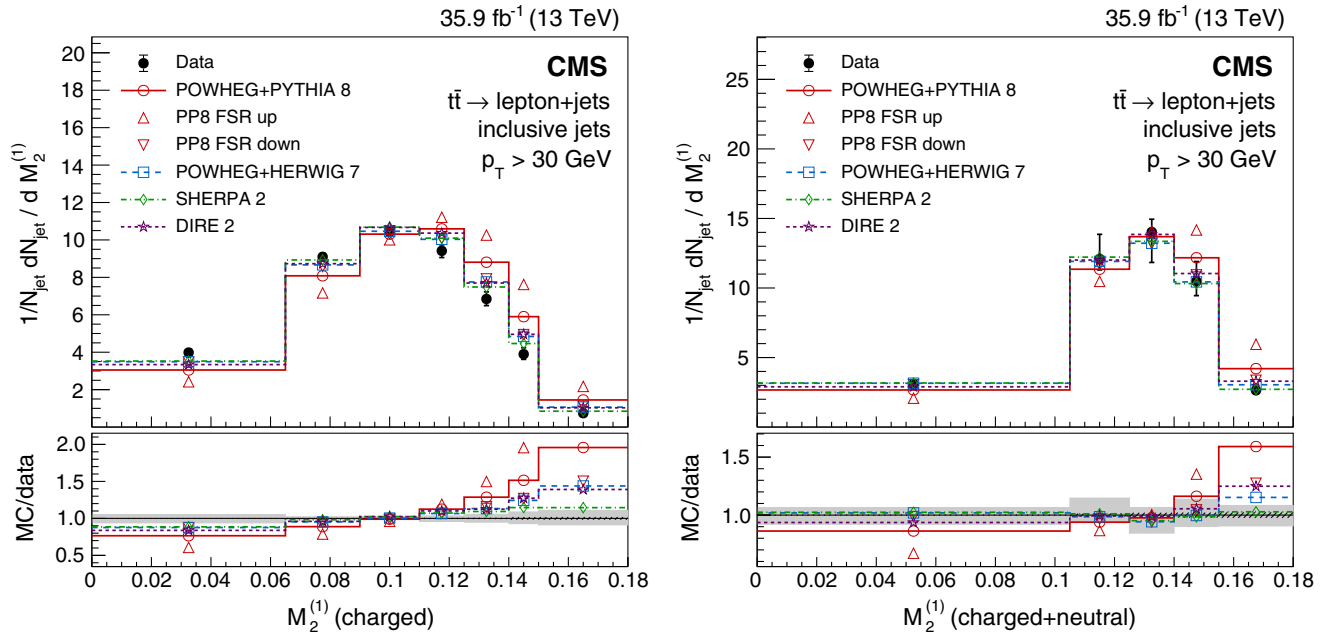 35.9 fb⁻¹ (13 TeV)
CMS
Data
POWHEG+PYTHIA 8
PP8 FSR up
PP8 FSR down
POWHEG+HERWIG 7
SHERPA 2
DIRE 2
tt̄ → lepton+jets
inclusive jets
p_T > 30 GeV
1/N_jet dN_jet / d M_2^(1)
20
18
16
14
12
10
8
6
4
2
MC/data
2.0
1.5
1.0
0.5
0 0.02 0.04 0.06 0.08 0.1 0.12 0.14 0.16 0.18
M_2^(1) (charged)
35.9 fb⁻¹ (13 TeV)
CMS
Data
POWHEG+PYTHIA 8
PP8 FSR up
PP8 FSR down
POWHEG+HERWIG 7
SHERPA 2
DIRE 2
tt̄ → lepton+jets
inclusive jets
p_T > 30 GeV
1/N_jet dN_jet / d M_2^(1)
25
20
15
10
5
MC/data
1.5
1.0
0 0.02 0.04 0.06 0.08 0.1 0.12 0.14 0.16 0.18
M_2^(1) (charged+neutral)